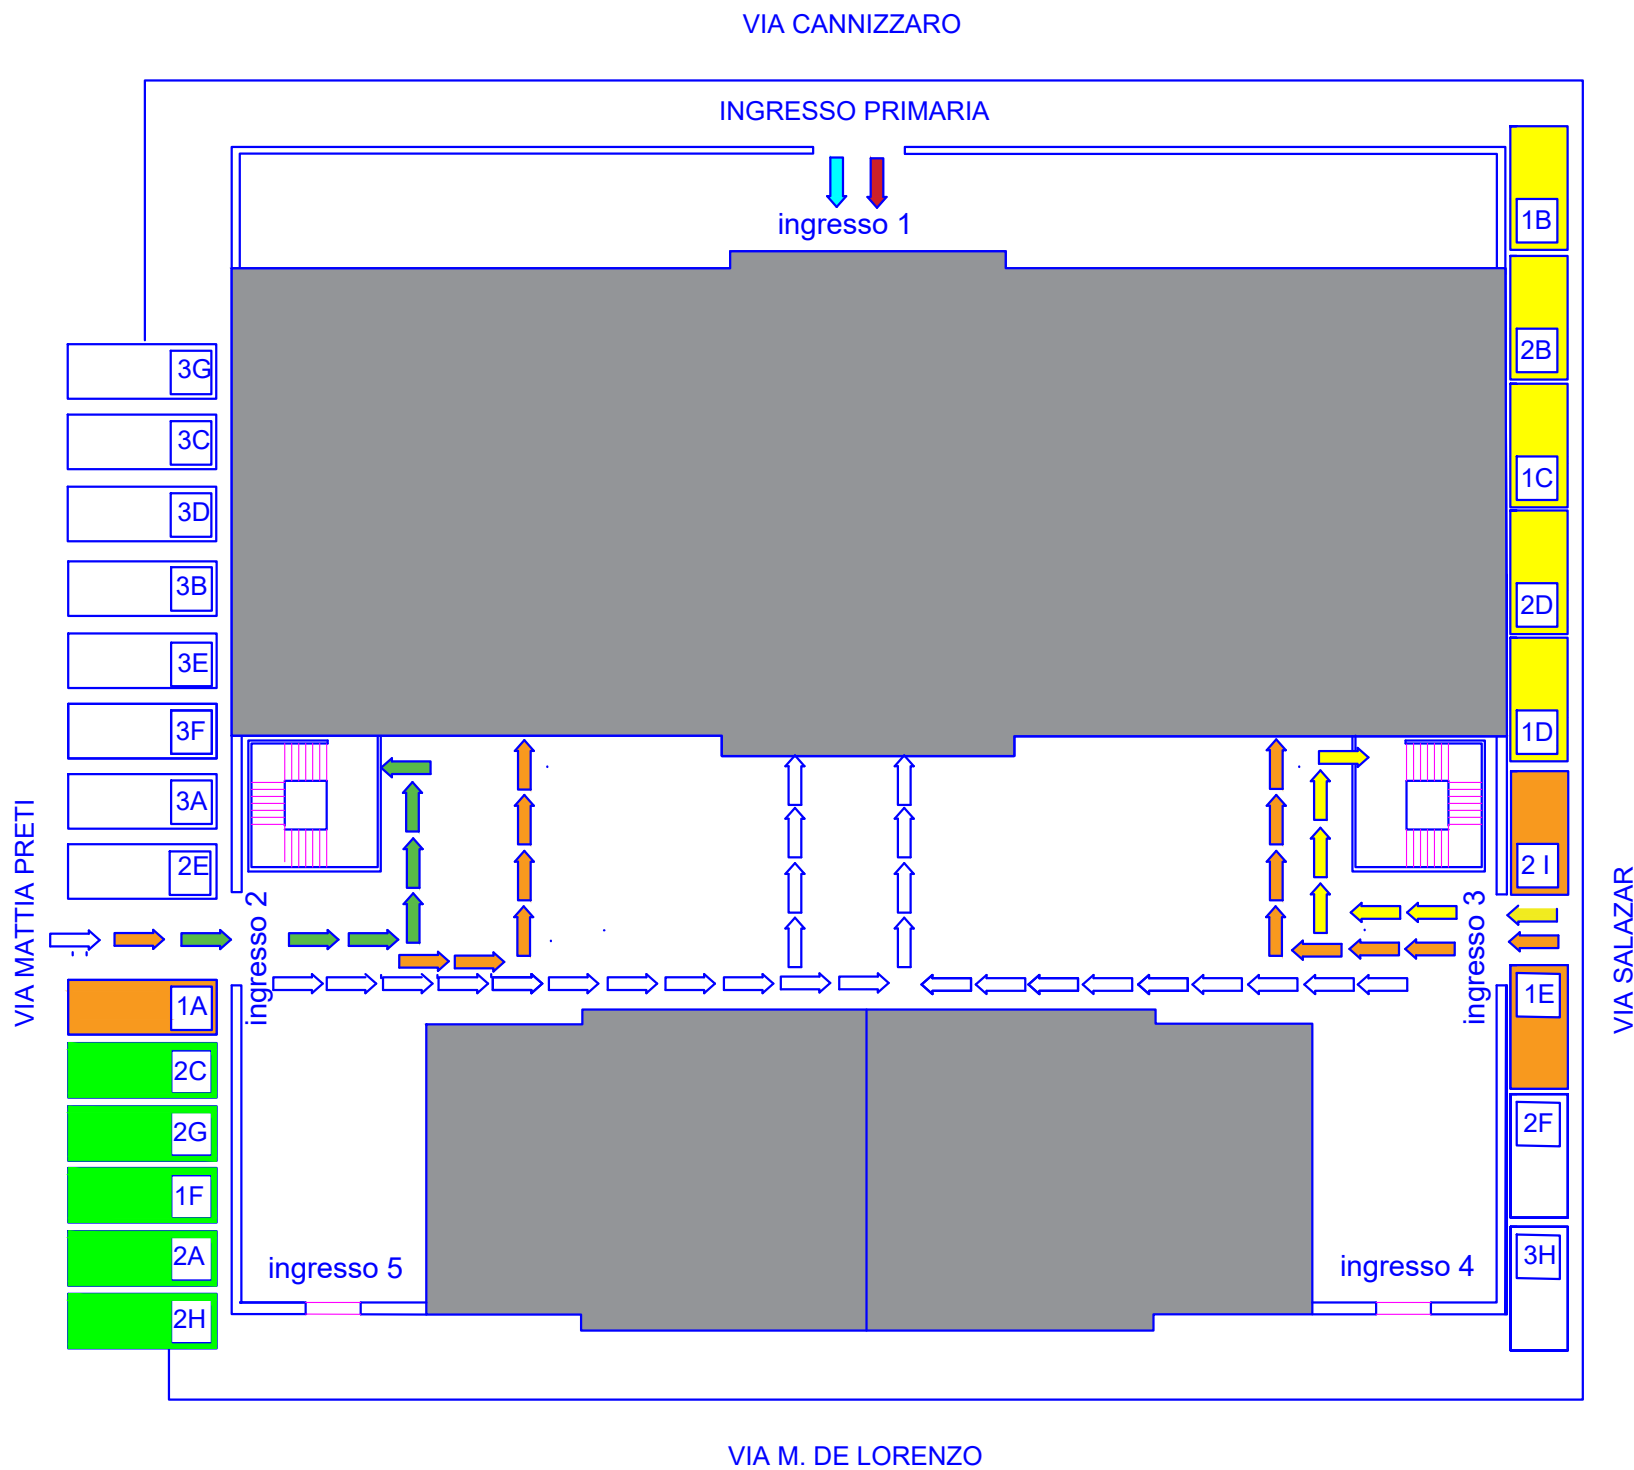 VIA CANNIZZARO
INGRESSO PRIMARIA
ingresso 1
1B
2B
3G
3C
1C
3D
3B
2D
3E
3F
1D
3A
2E
2 I
VIA MATTIA PRETI
ingresso 2
ingresso 3
VIA SALAZAR
1A
1E
2C
2G
2F
1F
2A
3H
ingresso 5
ingresso 4
2H
VIA M. DE LORENZO